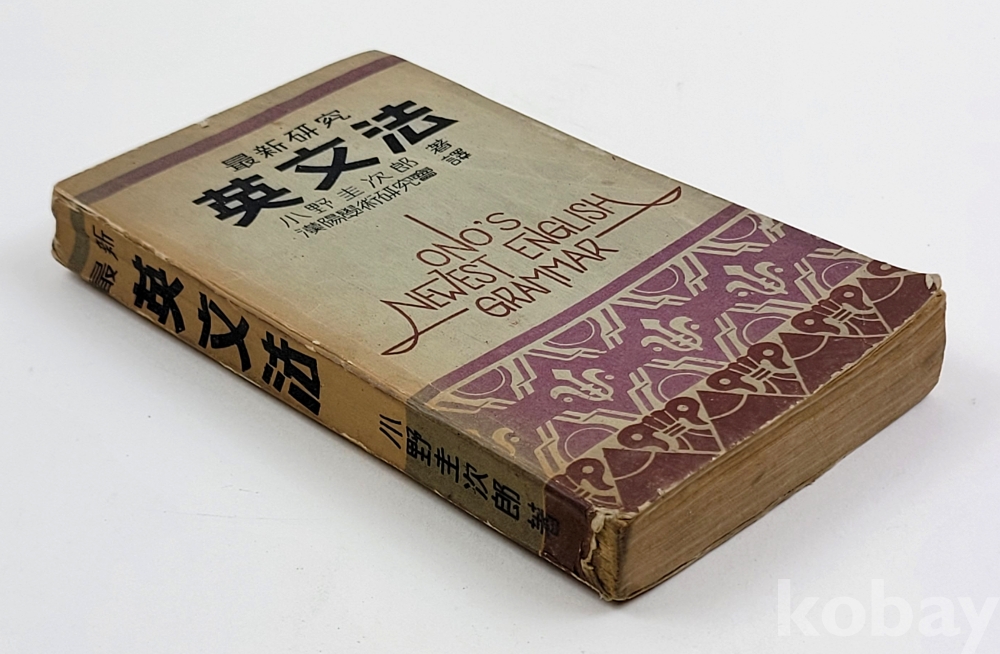 最新研究
英文法
小野圭次郎 著
漢陽學術研究會 譯
ONO'S
NEWEST ENGLISH
GRAMMAR
最新
英文法
小野圭次郎 著
kobay